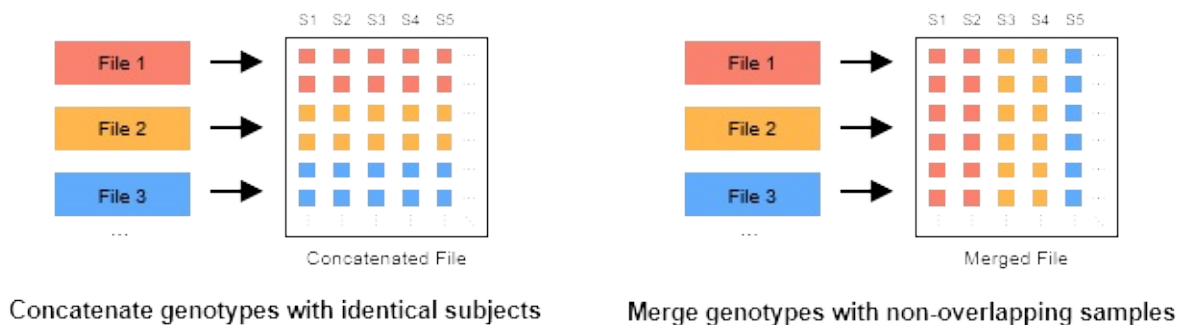 S1 S2 S3 S4 S5
File 1
File 2
File 3
...
Concatenated File
Concatenate genotypes with identical subjects
S1 S2 S3 S4 S5
File 1
File 2
File 3
...
Merged File
Merge genotypes with non-overlapping samples